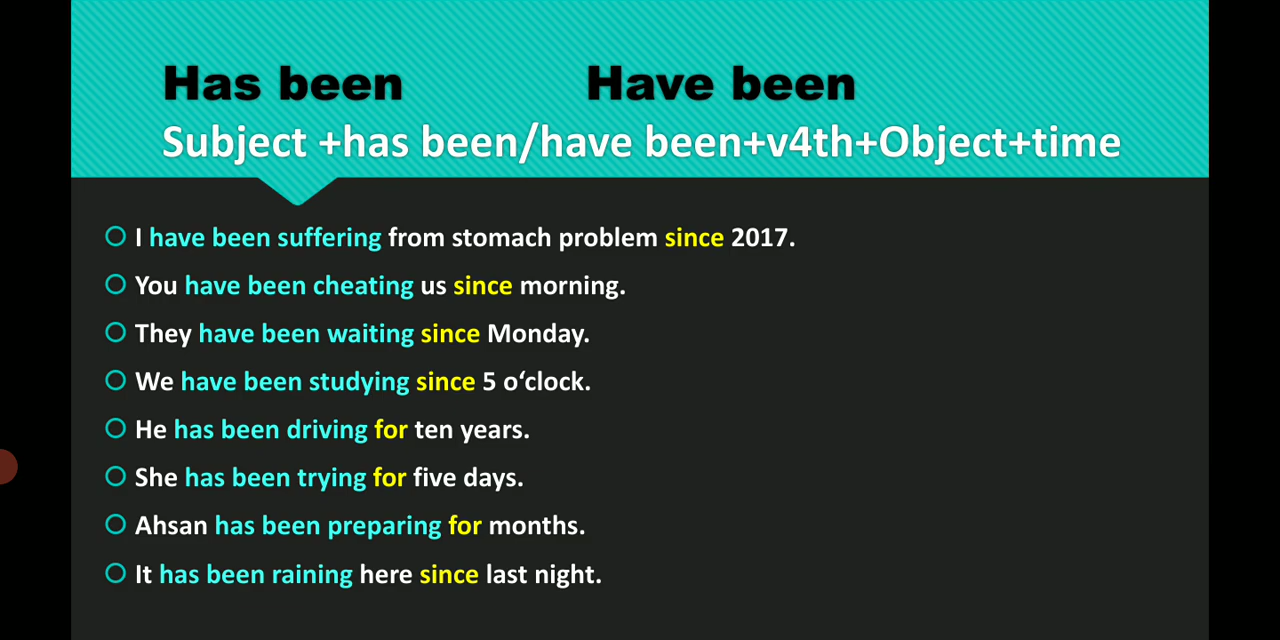 Has been Have been
Subject +has been/have been+v4th+Object+time
I have been suffering from stomach problem since 2017.
You have been cheating us since morning.
They have been waiting since Monday.
We have been studying since 5 o‘clock.
He has been driving for ten years.
She has been trying for five days.
Ahsan has been preparing for months.
It has been raining here since last night.